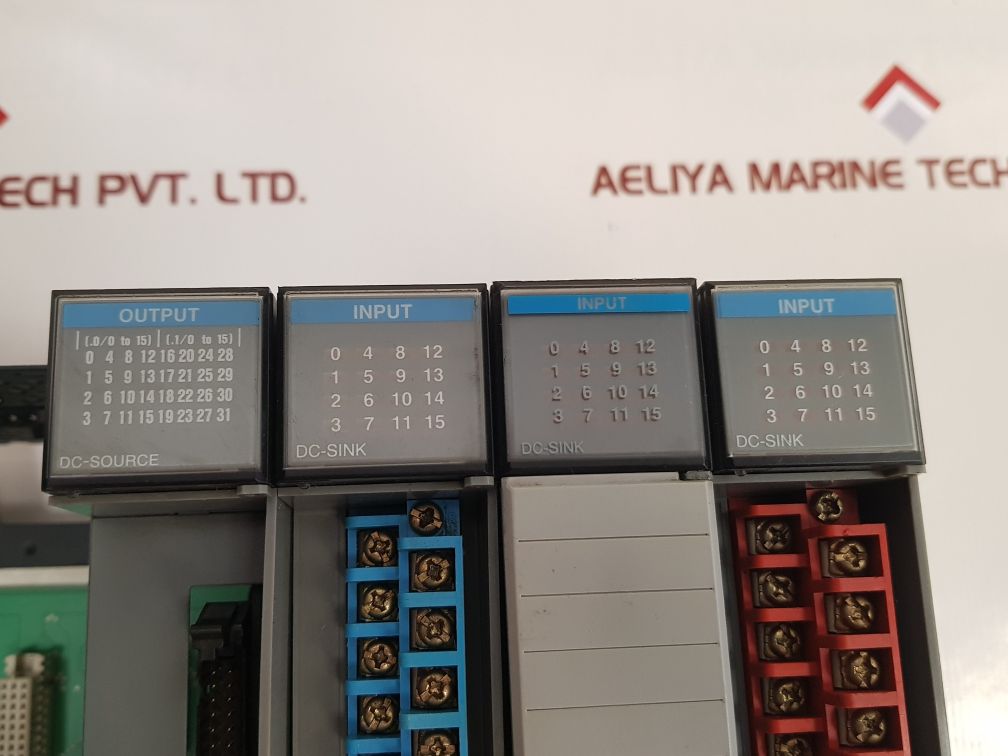 ECH PVT. LTD.
AELIYA MARINE TECH
OUTPUT
(.0/0 to 15) (.1/0 to 15)
0 4 8 12 16 20 24 28
1 5 9 13 17 21 25 29
2 6 10 14 18 22 26 30
3 7 11 15 19 23 27 31
DC-SOURCE
INPUT
0 4 8 12
1 5 9 13
2 6 10 14
3 7 11 15
DC-SINK
INPUT
0 4 8 12
1 5 9 13
2 6 10 14
3 7 11 15
DC-SINK
INPUT
0 4 8 12
1 5 9 13
2 6 10 14
3 7 11 15
DC-SINK